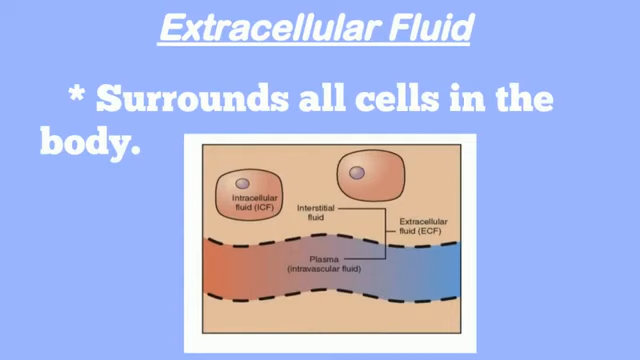 Extracellular Fluid
* Surrounds all cells in the
body.
Intracellular
fluid (ICF)
Interstitial
fluid
Extracellular
fluid (ECF)
Plasma
(intravascular fluid)